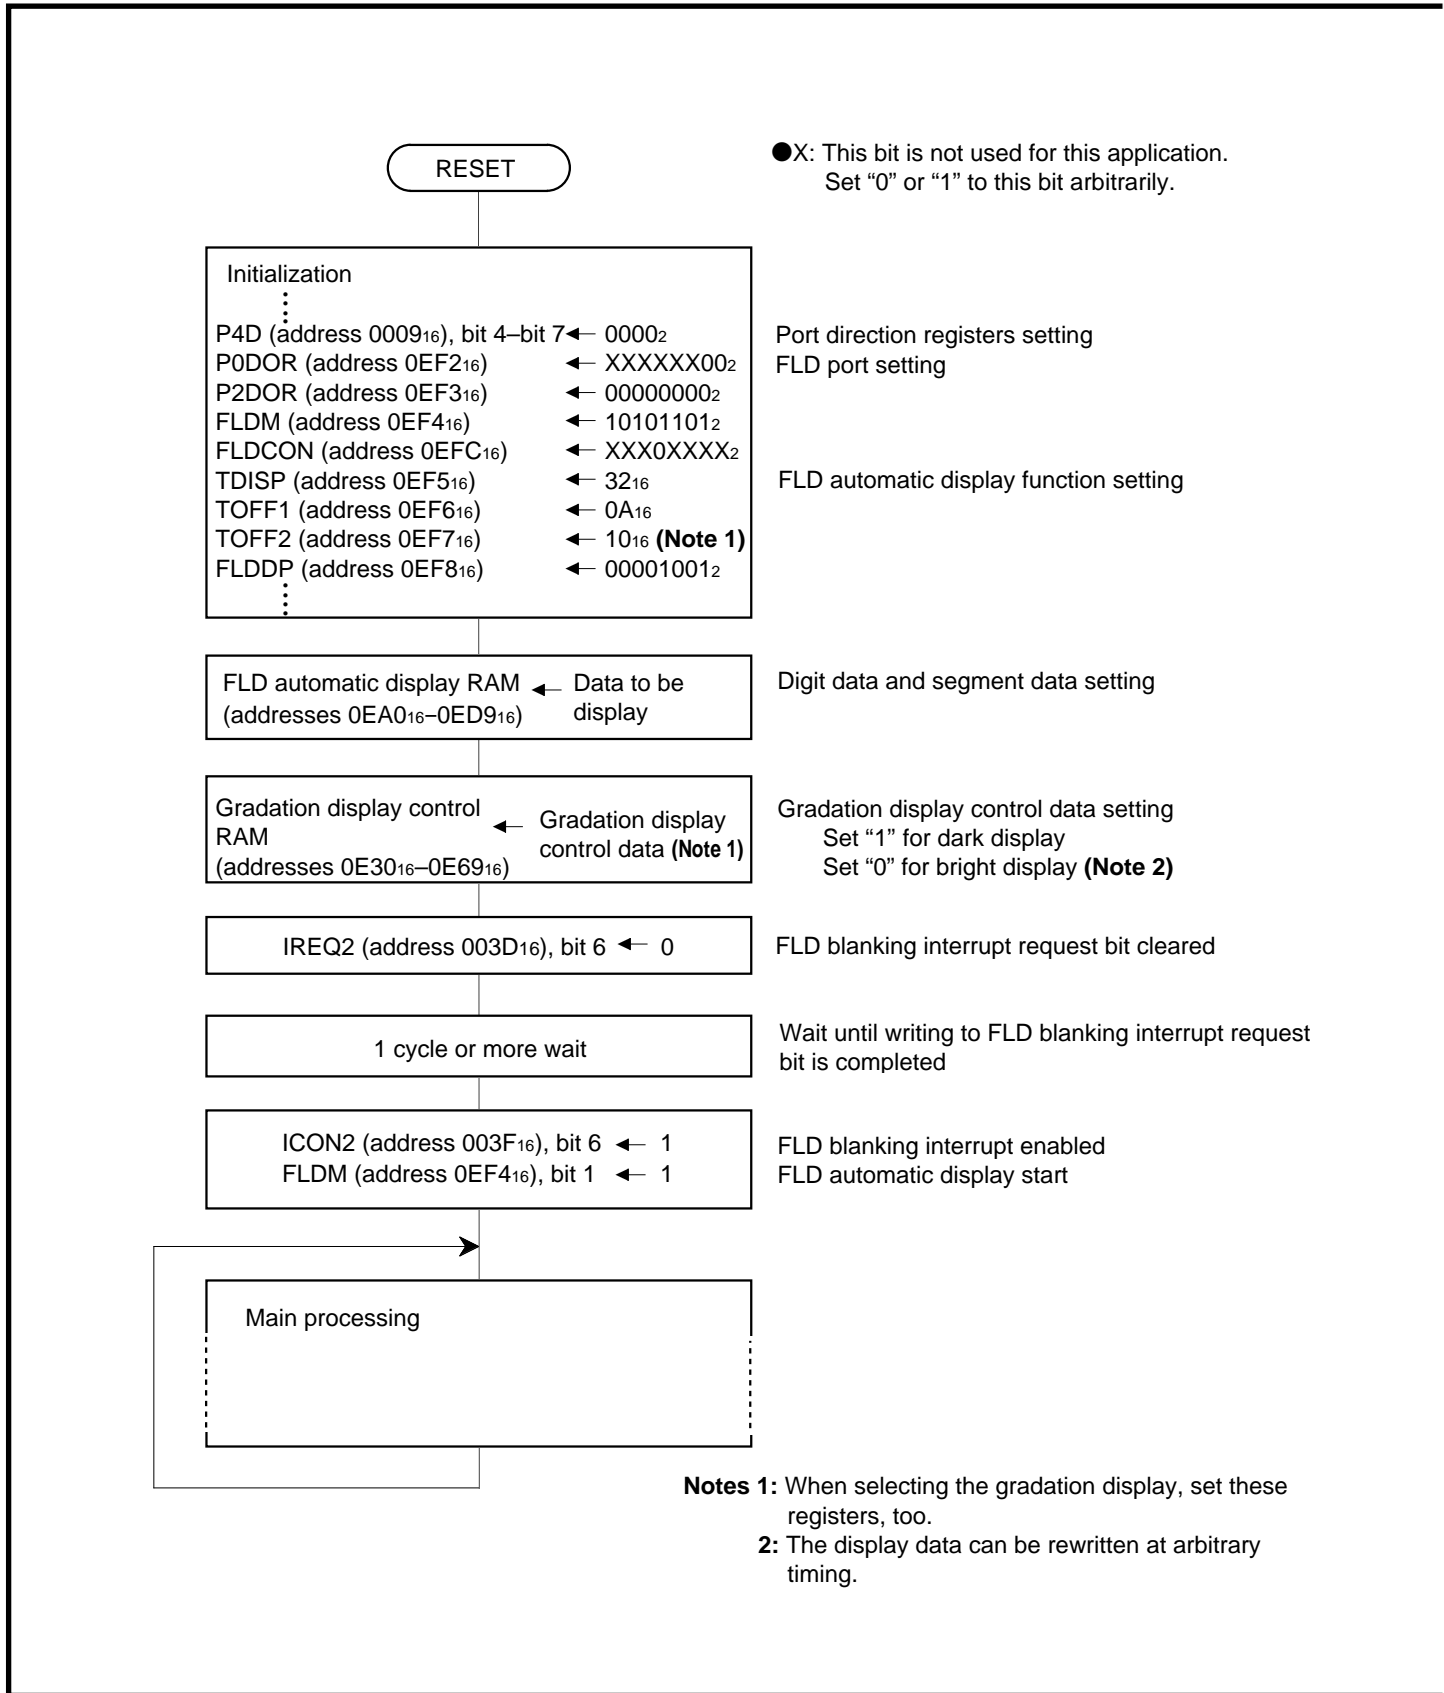 RESET
●X: This bit is not used for this application.
Set “0” or “1” to this bit arbitrarily.
Initialization
P4D (address 000916), bit 4–bit 7 ← 00002 Port direction registers setting
P0DOR (address 0EF216) ← XXXXXX002 FLD port setting
P2DOR (address 0EF316) ← 000000002
FLDM (address 0EF416) ← 101011012
FLDCON (address 0EFC16) ← XXX0XXXX2
TDISP (address 0EF516) ← 3216 FLD automatic display function setting
TOFF1 (address 0EF616) ← 0A16
TOFF2 (address 0EF716) ← 1016 (Note 1)
FLDDP (address 0EF816) ← 000010012
FLD automatic display RAM ← Data to be
(addresses 0EA016–0ED916) display
Digit data and segment data setting
Gradation display control
RAM
(addresses 0E3016–0E6916)
← Gradation display
control data (Note 1)
Gradation display control data setting
Set “1” for dark display
Set “0” for bright display (Note 2)
IREQ2 (address 003D16), bit 6 ← 0 FLD blanking interrupt request bit cleared
1 cycle or more wait
Wait until writing to FLD blanking interrupt request
bit is completed
ICON2 (address 003F16), bit 6 ← 1 FLD blanking interrupt enabled
FLDM (address 0EF416), bit 1 ← 1 FLD automatic display start
Main processing
Notes 1: When selecting the gradation display, set these
registers, too.
2: The display data can be rewritten at arbitrary
timing.